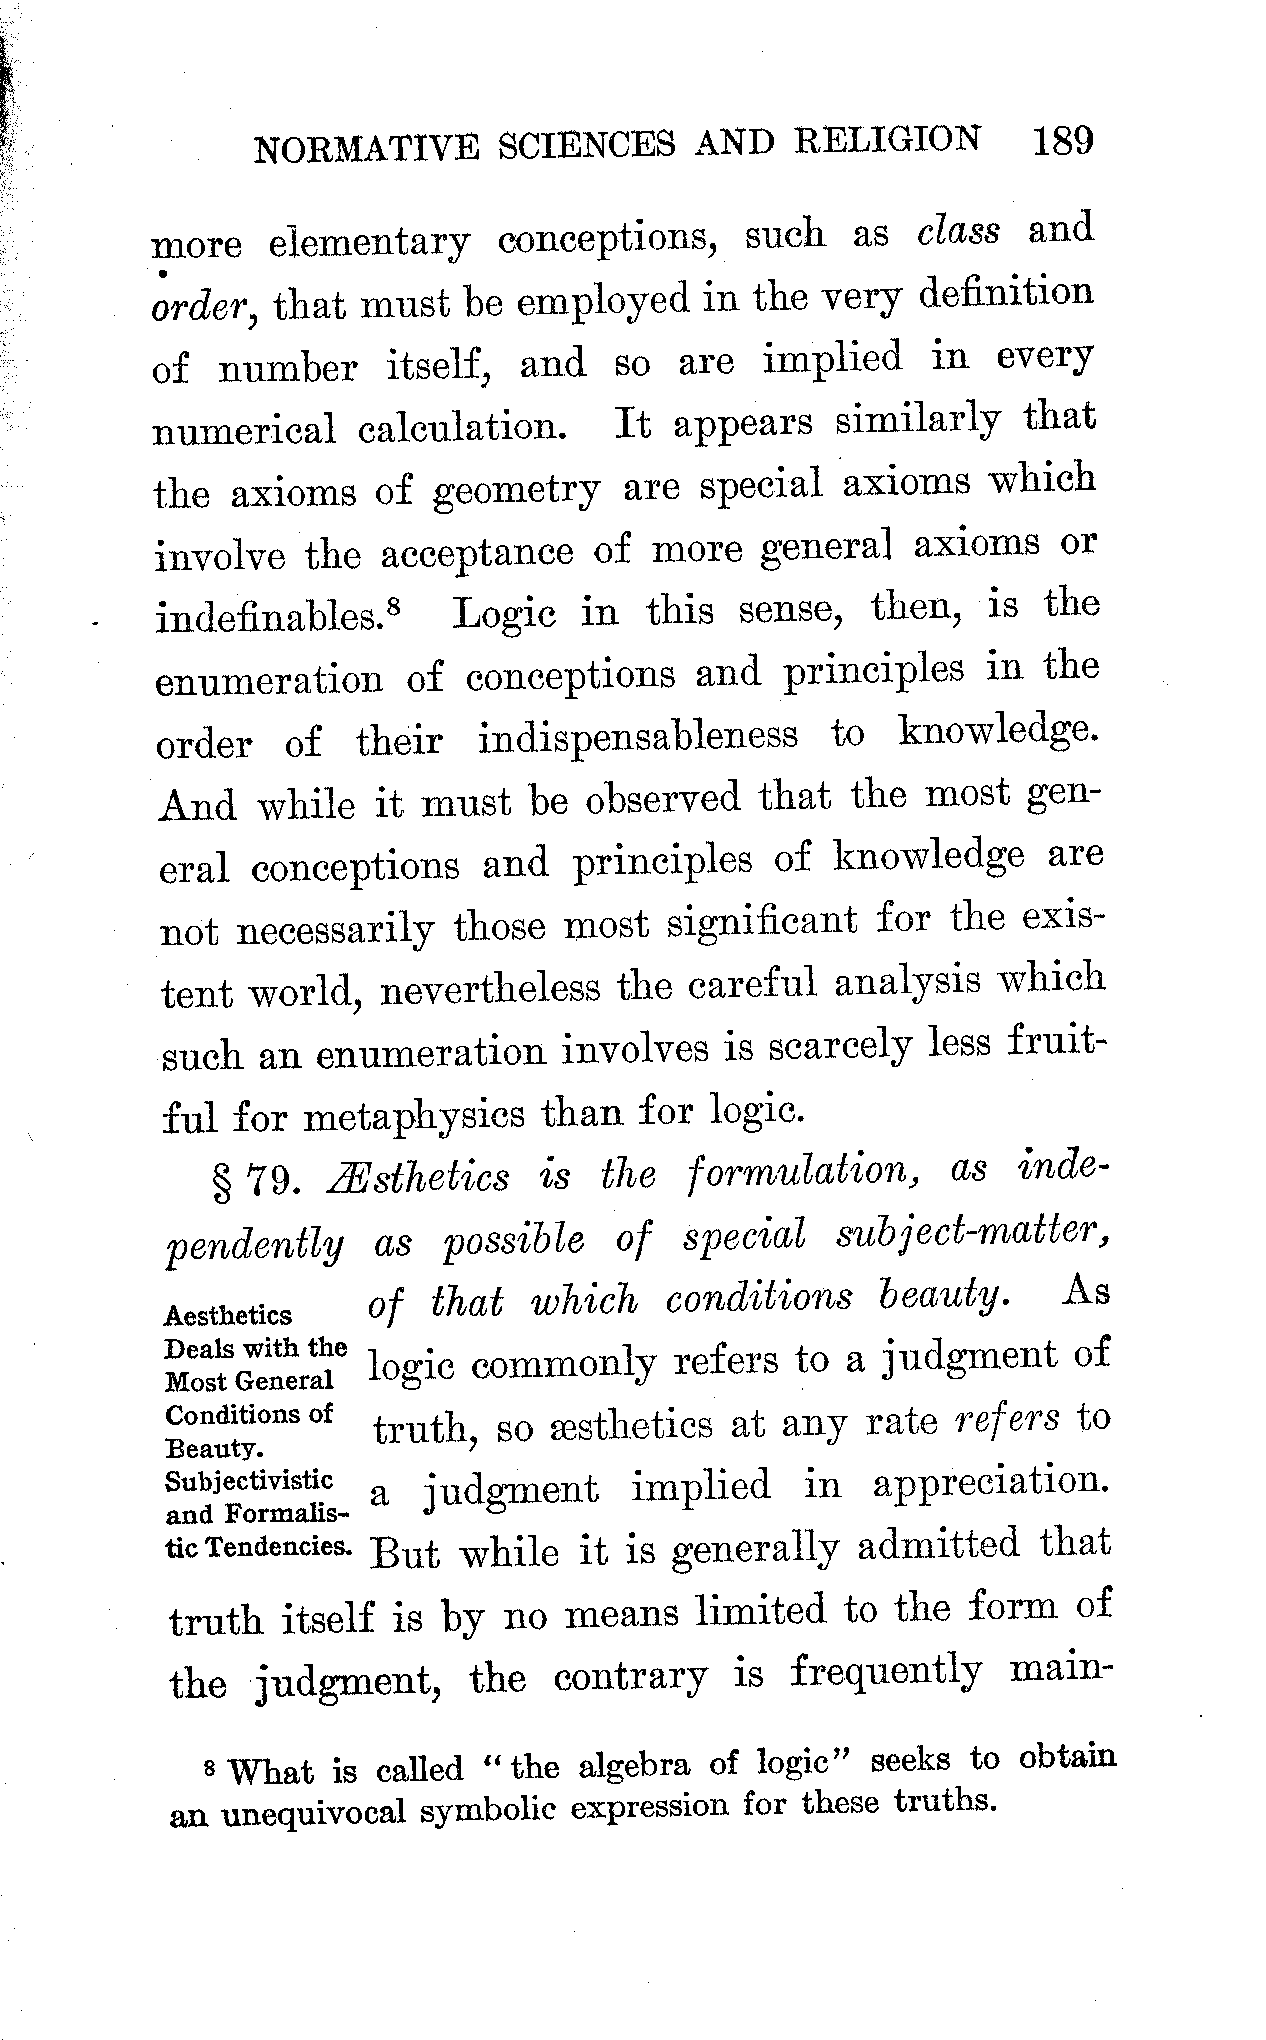 NORMATIVE SCIENCES AND RELIGION 189
more elementary conceptions, such as class and
order, that must be employed in the very definition
of number itself, and so are implied in every
numerical calculation. It appears similarly that
the axioms of geometry are special axioms which
involve the acceptance of more general axioms or
indefinables.⁸ Logic in this sense, then, is the
enumeration of conceptions and principles in the
order of their indispensableness to knowledge.
And while it must be observed that the most gen-
eral conceptions and principles of knowledge are
not necessarily those most significant for the exis-
tent world, nevertheless the careful analysis which
such an enumeration involves is scarcely less fruit-
ful for metaphysics than for logic.
§ 79. Æsthetics is the formulation, as inde-
pendently as possible of special subject-matter,
Aesthetics
Deals with the
Most General
Conditions of
Beauty.
Subjectivistic
and Formalis-
tic Tendencies.
of that which conditions beauty. As
logic commonly refers to a judgment of
truth, so æsthetics at any rate refers to
a judgment implied in appreciation.
But while it is generally admitted that
truth itself is by no means limited to the form of
the judgment, the contrary is frequently main-
⁸ What is called "the algebra of logic" seeks to obtain
an unequivocal symbolic expression for these truths.